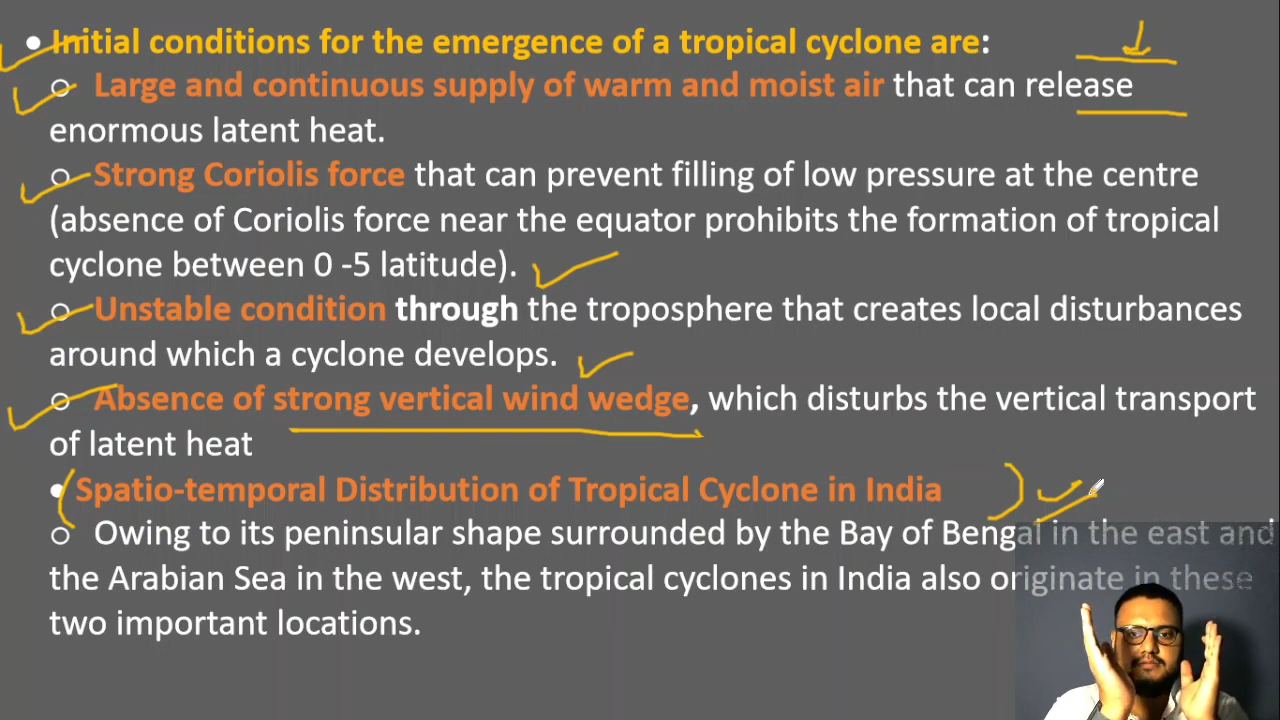 • Initial conditions for the emergence of a tropical cyclone are:
○ Large and continuous supply of warm and moist air that can release
enormous latent heat.
○ Strong Coriolis force that can prevent filling of low pressure at the centre
(absence of Coriolis force near the equator prohibits the formation of tropical
cyclone between 0 -5 latitude).
○ Unstable condition through the troposphere that creates local disturbances
around which a cyclone develops.
○ Absence of strong vertical wind wedge, which disturbs the vertical transport
of latent heat
• Spatio-temporal Distribution of Tropical Cyclone in India
○ Owing to its peninsular shape surrounded by the Bay of Bengal in the east and
the Arabian Sea in the west, the tropical cyclones in India also originate in these
two important locations.